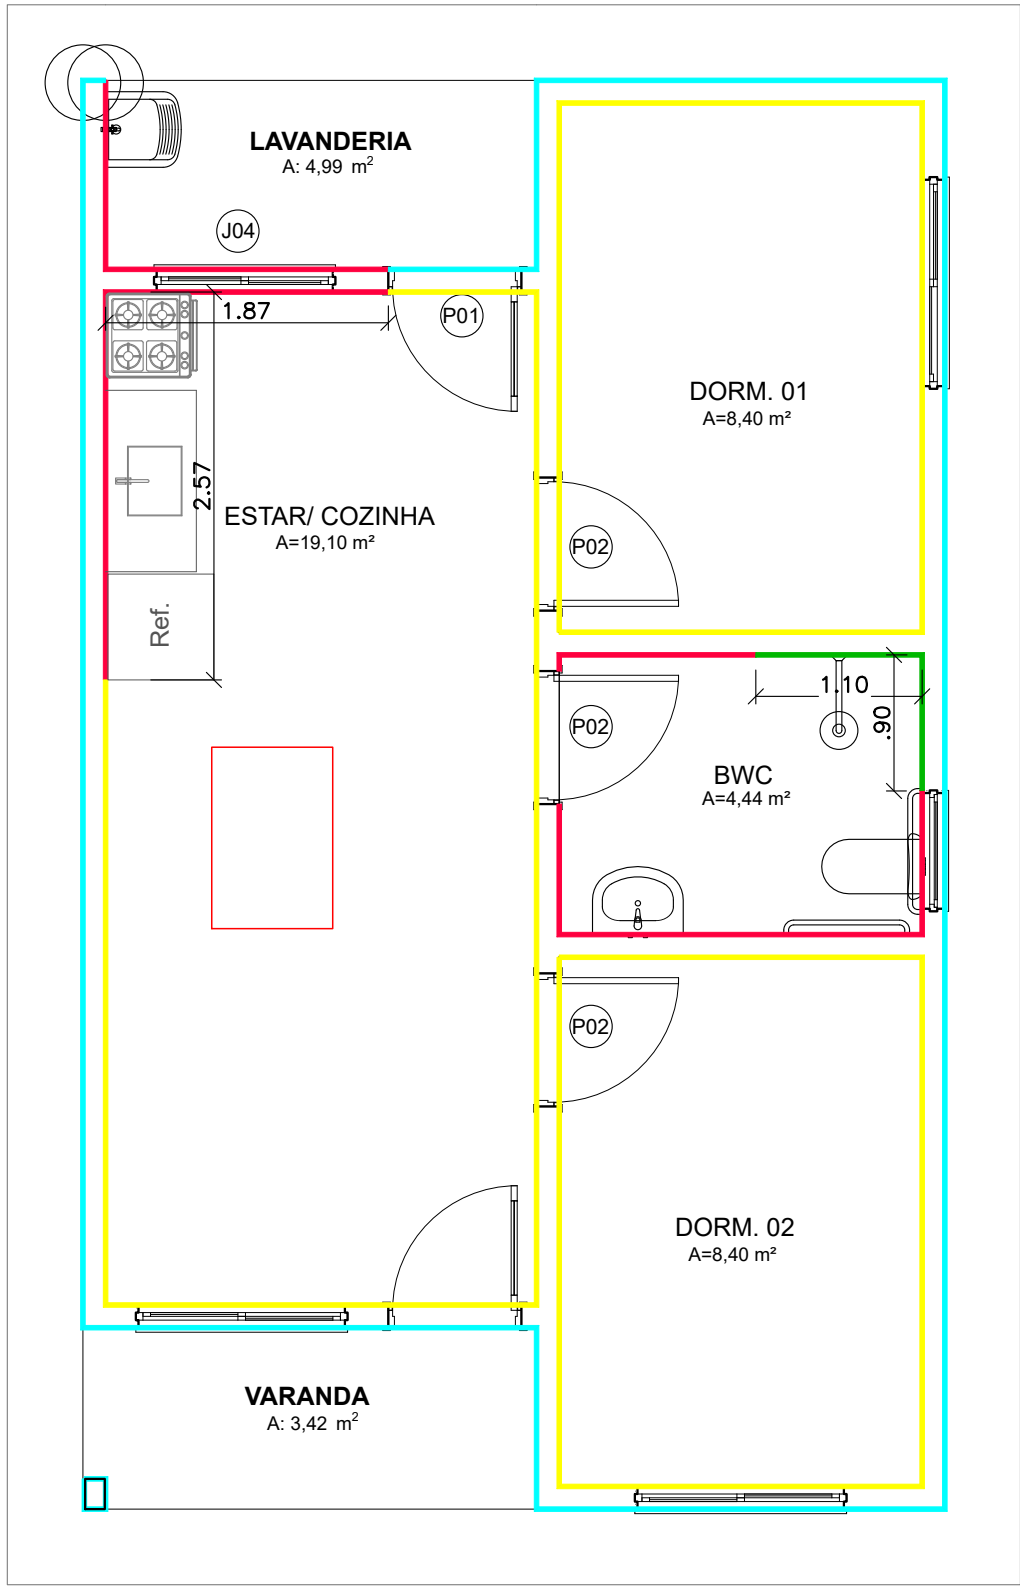 LAVANDERIA
A: 4,99 m²
J04
1.87
P01
DORM. 01
A=8,40 m²
2.57
ESTAR/ COZINHA
A=19,10 m²
P02
Ref.
1.10
.90
P02
BWC
A=4,44 m²
P02
DORM. 02
A=8,40 m²
VARANDA
A: 3,42 m²